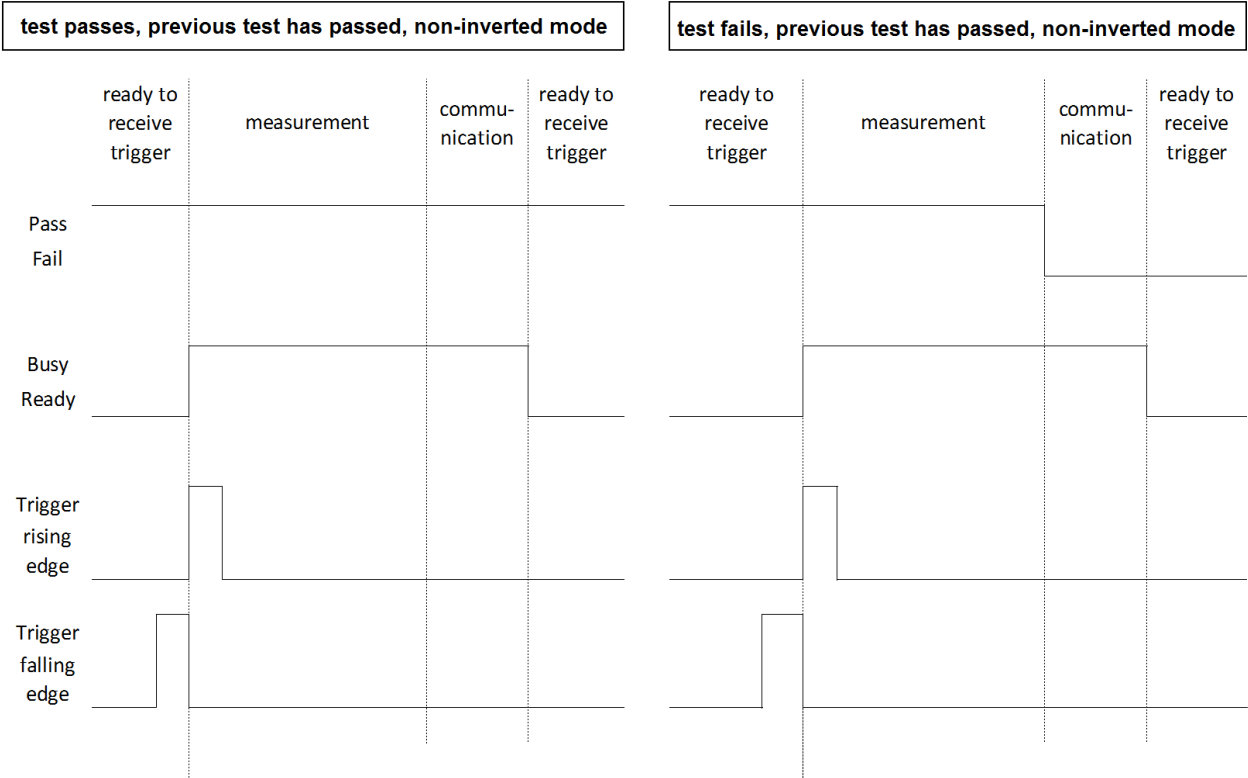 test passes, previous test has passed, non-inverted mode
test fails, previous test has passed, non-inverted mode
ready to
receive
trigger
measurement
commu-
nication
ready to
receive
trigger
ready to
receive
trigger
measurement
commu-
nication
ready to
receive
trigger
Pass
Fail
Busy
Ready
Trigger
rising
edge
Trigger
falling
edge